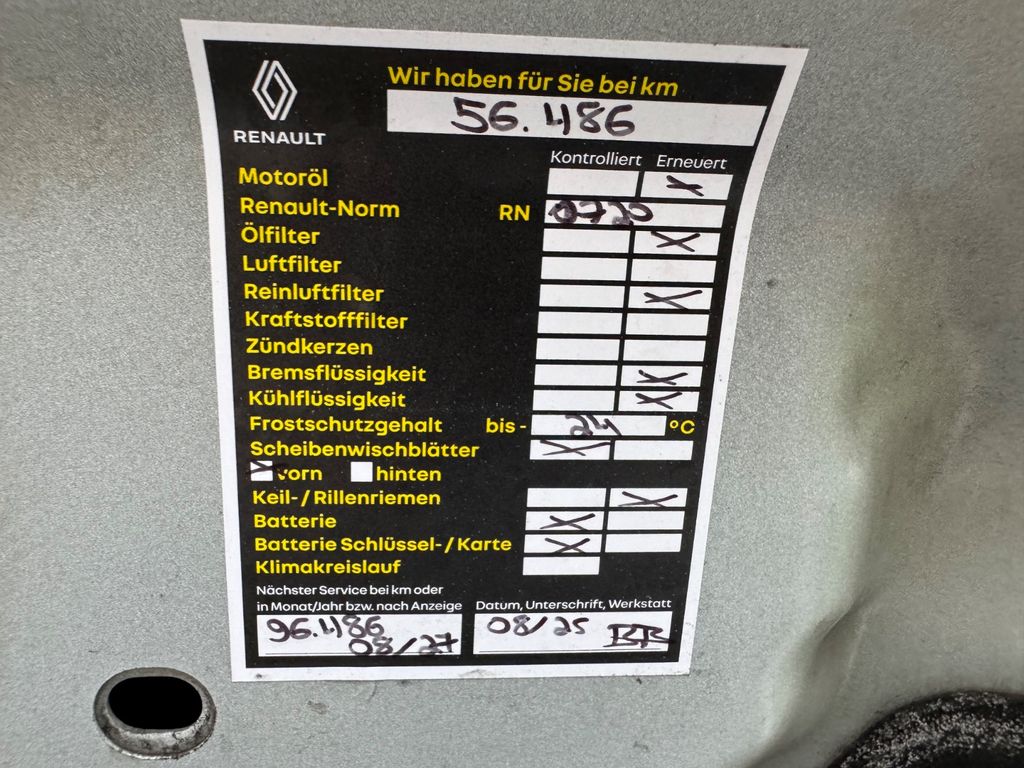 Wir haben für Sie bei km
56.486
RENAULT
Kontrolliert Erneuert
Motoröl X
Renault-Norm RN 0720
Ölfilter X
Luftfilter
Reinluftfilter X
Kraftstofffilter
Zündkerzen
Bremsflüssigkeit X
Kühlflüssigkeit X
Frostschutzgehalt bis - 24 °C
Scheibenwischblätter X
X vorn hinten
Keil-/Rillenriemen X
Batterie X
Batterie Schlüssel-/Karte X
Klimakreislauf
Nächster Service bei km oder
in Monat/Jahr bzw. nach Anzeige Datum, Unterschrift, Werkstatt
96.486 08/25
08/27